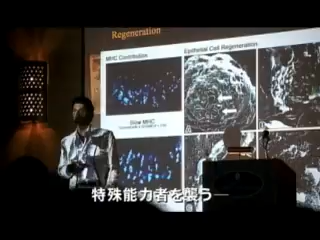 Regeneration
MHC Contribution
Epithelial Cell Regeneration
Slow MHC
特殊能力者を襲う―